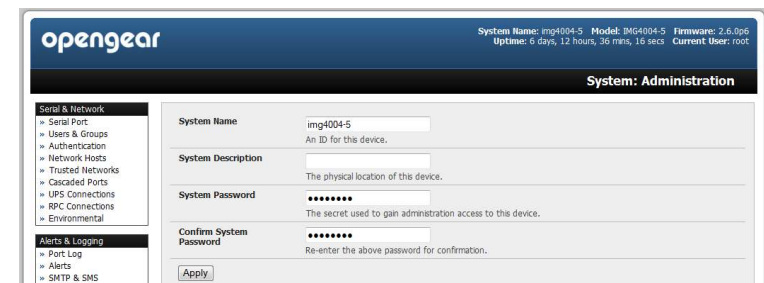 opengear
System Name: img4004-5 Model: IMG4004-5 Firmware: 2.6.0p6
Uptime: 6 days, 12 hours, 36 mins, 16 secs Current User: root
System: Administration
Serial & Network
» Serial Port
» Users & Groups
» Authentication
» Network Hosts
» Trusted Networks
» Cascaded Ports
» UPS Connections
» RPC Connections
» Environmental
Alerts & Logging
» Port Log
» Alerts
» SMTP & SMS
System Name
img4004-5
An ID for this device.
System Description
The physical location of this device.
System Password
••••••••
The secret used to gain administration access to this device.
Confirm System
Password
••••••••
Re-enter the above password for confirmation.
Apply